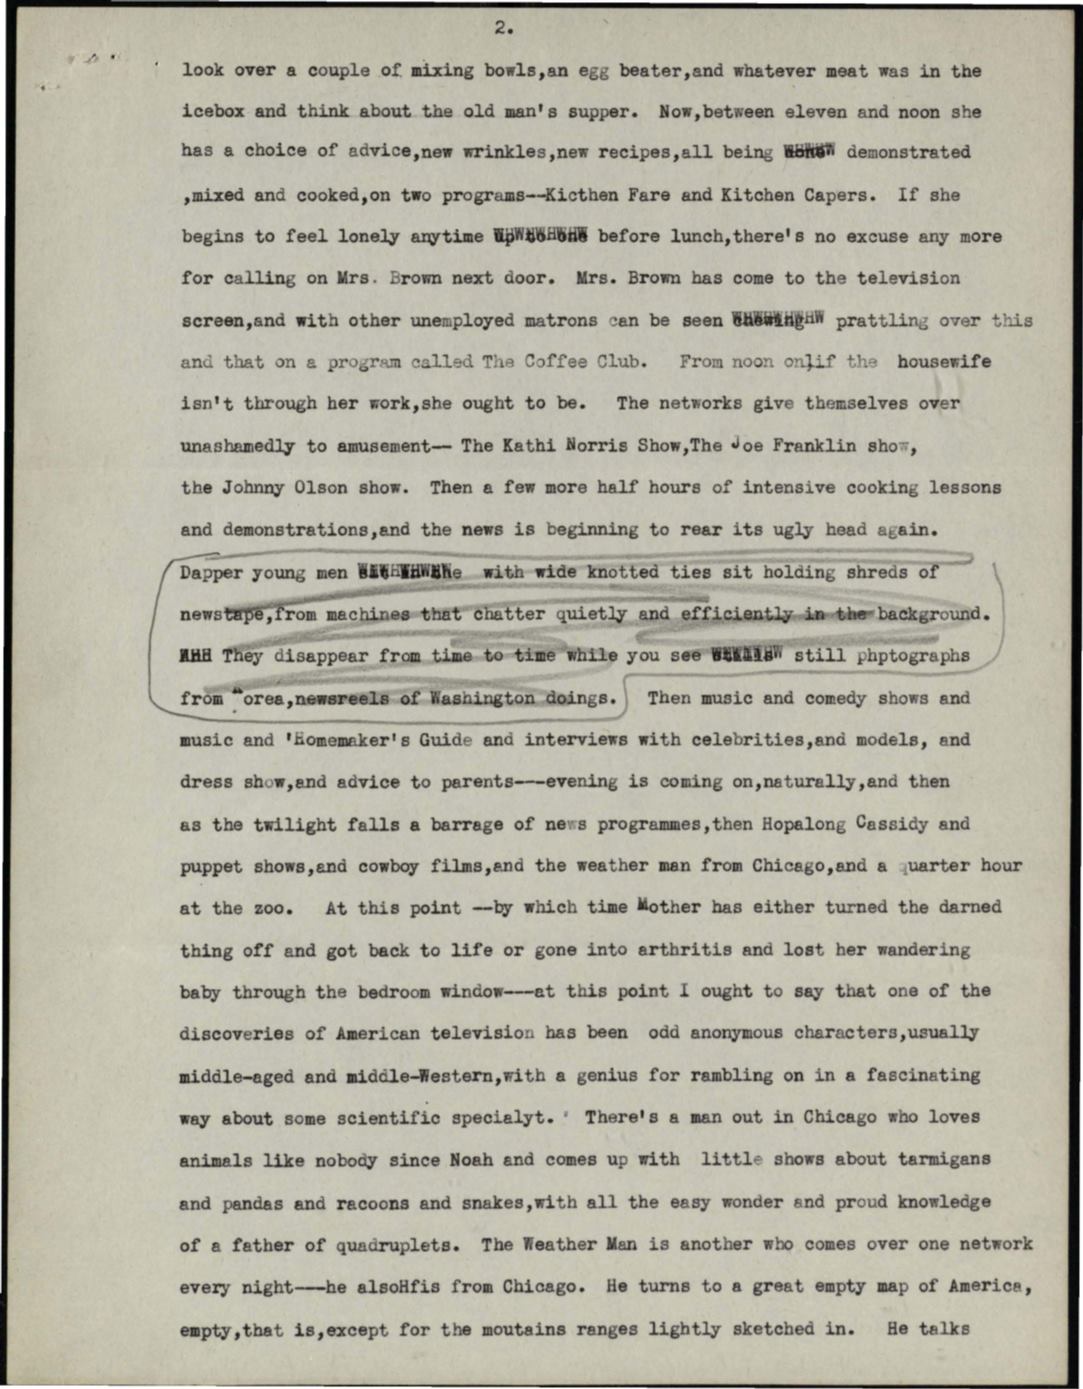 2.
look over a couple of mixing bowls,an egg beater,and whatever meat was in the
icebox and think about the old man's supper.  Now,between eleven and noon she
has a choice of advice,new wrinkles,new recipes,all being demonstrated
,mixed and cooked,on two programs--Kicthen Fare and Kitchen Capers.  If she
begins to feel lonely anytime before lunch,there's no excuse any more
for calling on Mrs. Brown next door.  Mrs. Brown has come to the television
screen,and with other unemployed matrons can be seen prattling over this
and that on a program called The Coffee Club.   From noon on,if the  housewife
isn't through her work,she ought to be.   The networks give themselves over
unashamedly to amusement-- The Kathi Norris Show,The Joe Franklin show,
the Johnny Olson show.  Then a few more half hours of intensive cooking lessons
and demonstrations,and the news is beginning to rear its ugly head again.
Dapper young men with wide knotted ties sit holding shreds of
newstape,from machines that chatter quietly and efficiently in the background.
They disappear from time to time while you see still phptographs
from orea,newsreels of Washington doings.   Then music and comedy shows and
music and 'Homemaker's Guide and interviews with celebrities,and models, and
dress show,and advice to parents---evening is coming on,naturally,and then
as the twilight falls a barrage of news programmes,then Hopalong Cassidy and
puppet shows,and cowboy films,and the weather man from Chicago,and a quarter hour
at the zoo.   At this point --by which time Mother has either turned the darned
thing off and got back to life or gone into arthritis and lost her wandering
baby through the bedroom window---at this point I ought to say that one of the
discoveries of American television has been  odd anonymous characters,usually
middle-aged and middle-Western,with a genius for rambling on in a fascinating
way about some scientific specialyt.   There's a man out in Chicago who loves
animals like nobody since Noah and comes up with  little shows about tarmigans
and pandas and racoons and snakes,with all the easy wonder and proud knowledge
of a father of quadruplets.  The Weather Man is another who comes over one network
every night---he alsoHfis from Chicago.  He turns to a great empty map of America,
empty,that is,except for the moutains ranges lightly sketched in.   He talks